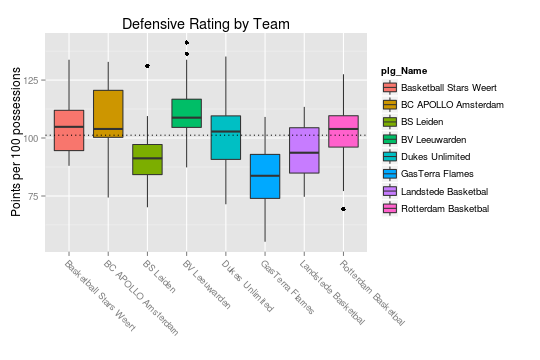 Defensive Rating by Team
Points per 100 possessions
125
100
75
Basketball Stars Weert
BC APOLLO Amsterdam
BS Leiden
BV Leeuwarden
Dukes Unlimited
GasTerra Flames
Landstede Basketbal
Rotterdam Basketbal
plg_Name
Basketball Stars Weert
BC APOLLO Amsterdam
BS Leiden
BV Leeuwarden
Dukes Unlimited
GasTerra Flames
Landstede Basketbal
Rotterdam Basketbal